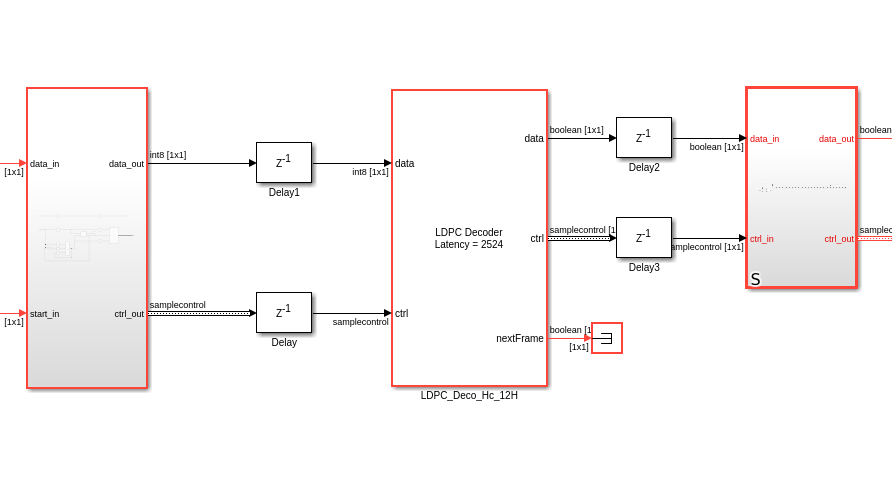 data_in
[1x1]
data_out
int8 [1x1]
start_in
[1x1]
ctrl_out
samplecontrol
Z-1
Delay1
int8 [1x1]
Z-1
Delay
samplecontrol
data
LDPC Decoder
Latency = 2524
ctrl
data
ctrl
nextFrame
LDPC_Deco_Hc_12H
boolean [1x1]
Z-1
Delay2
boolean [1x1]
samplecontrol [1
Z-1
Delay3
amplecontrol [1x1]
boolean [1
[1x1]
data_in
data_out
ctrl_in
ctrl_out
S
boolean
samplec